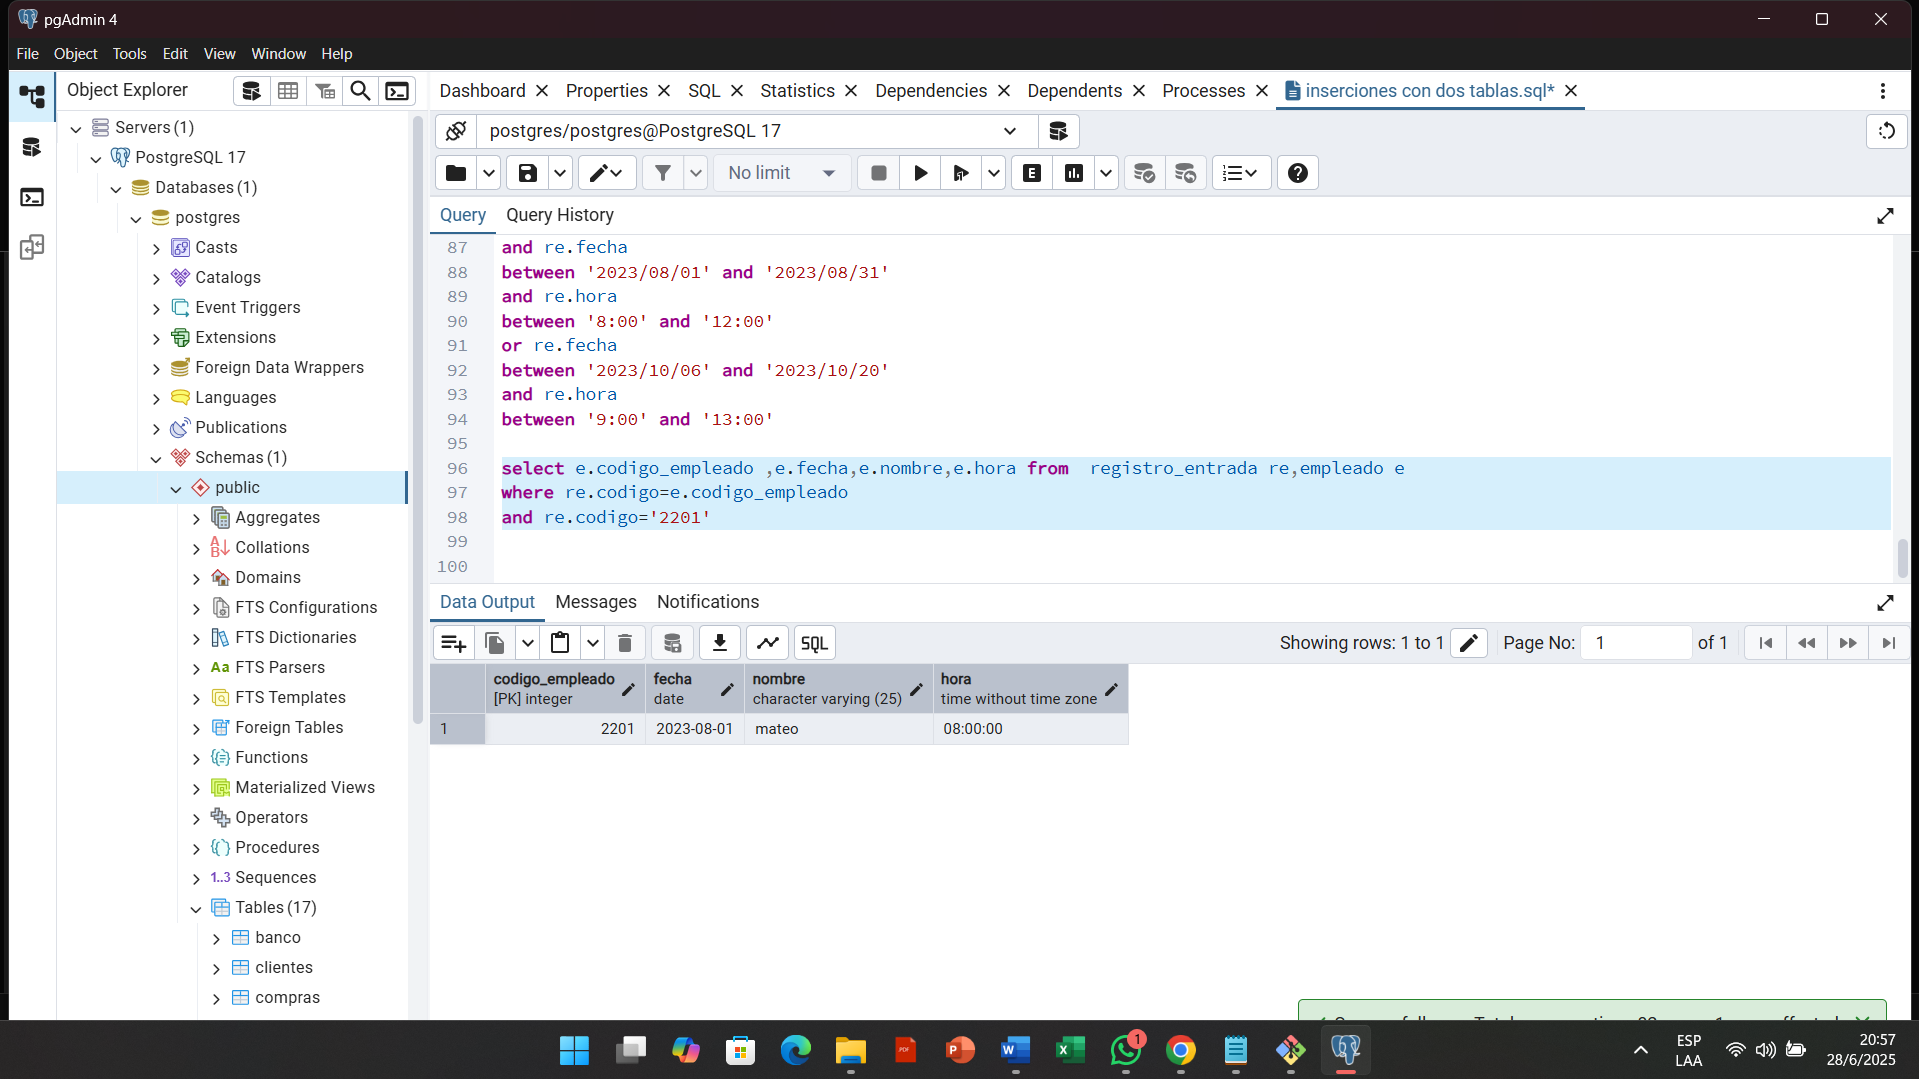 pgAdmin 4
File Object Tools Edit View Window Help
Object Explorer
Servers (1)
PostgreSQL 17
Databases (1)
postgres
Casts
Catalogs
Event Triggers
Extensions
Foreign Data Wrappers
Languages
Publications
Schemas (1)
public
Aggregates
Collations
Domains
FTS Configurations
FTS Dictionaries
FTS Parsers
FTS Templates
Foreign Tables
Functions
Materialized Views
Operators
Procedures
1..3 Sequences
Tables (17)
banco
clientes
compras
Dashboard Properties SQL Statistics Dependencies Dependents Processes inserciones con dos tablas.sql*
postgres/postgres@PostgreSQL 17
No limit
Query Query History
87 and re.fecha
88 between '2023/08/01' and '2023/08/31'
89 and re.hora
90 between '8:00' and '12:00'
91 or re.fecha
92 between '2023/10/06' and '2023/10/20'
93 and re.hora
94 between '9:00' and '13:00'
95
96 select e.codigo_empleado ,e.fecha,e.nombre,e.hora from  registro_entrada re,empleado e
97 where re.codigo=e.codigo_empleado
98 and re.codigo='2201'
99
100
Data Output Messages Notifications
SQL Showing rows: 1 to 1 Page No: 1 of 1
codigo_empleado fecha nombre hora
[PK] integer date character varying (25) time without time zone
1 2201 2023-08-01 mateo 08:00:00
1
ESP
LAA
20:57
28/6/2025